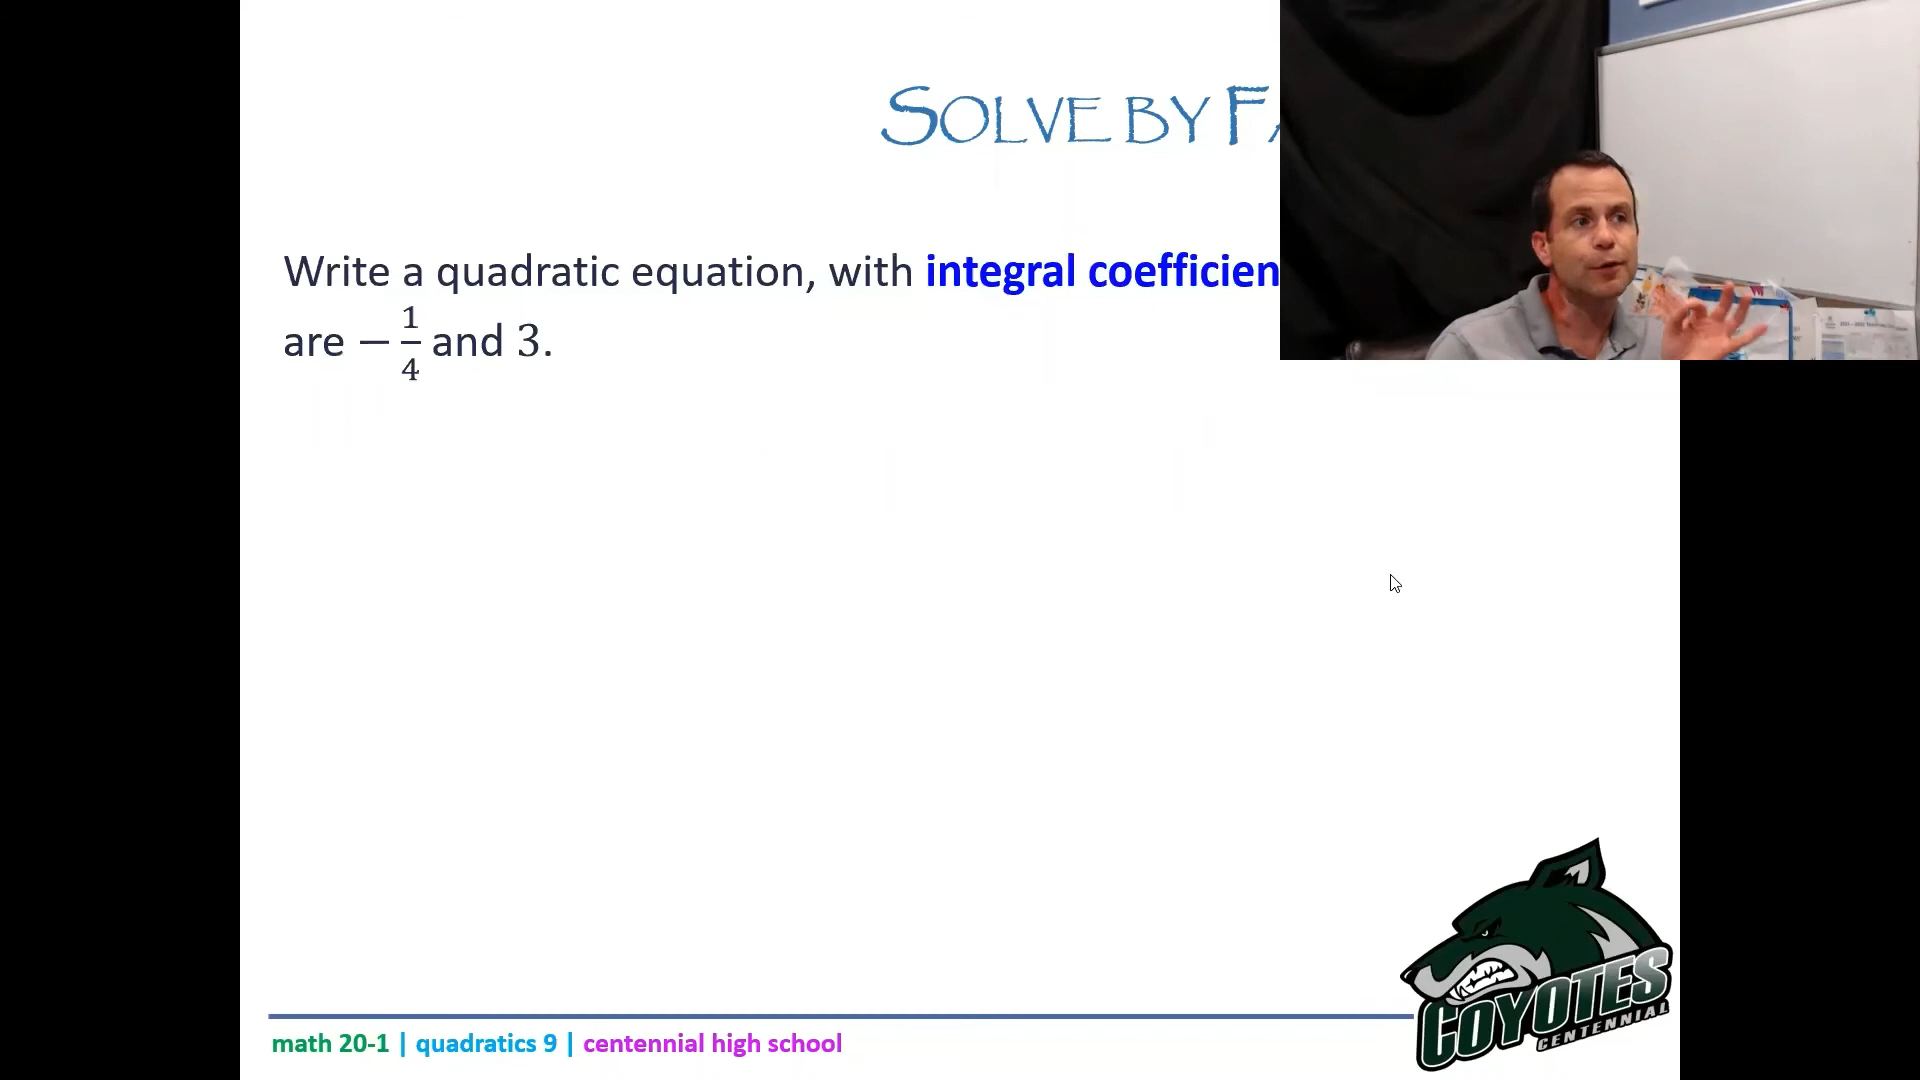 SOLVE BY FA
Write a quadratic equation, with integral coefficien
are −1/4 and 3.
COYOTES
CENTENNIAL
math 20-1 | quadratics 9 | centennial high school